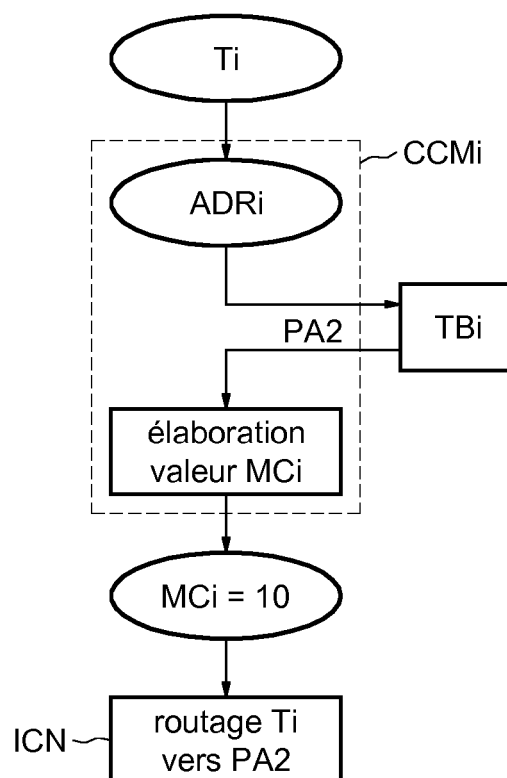 Ti
CCMi
ADRi
PA2
TBi
élaboration
valeur MCi
MCi = 10
ICN
routage Ti
vers PA2